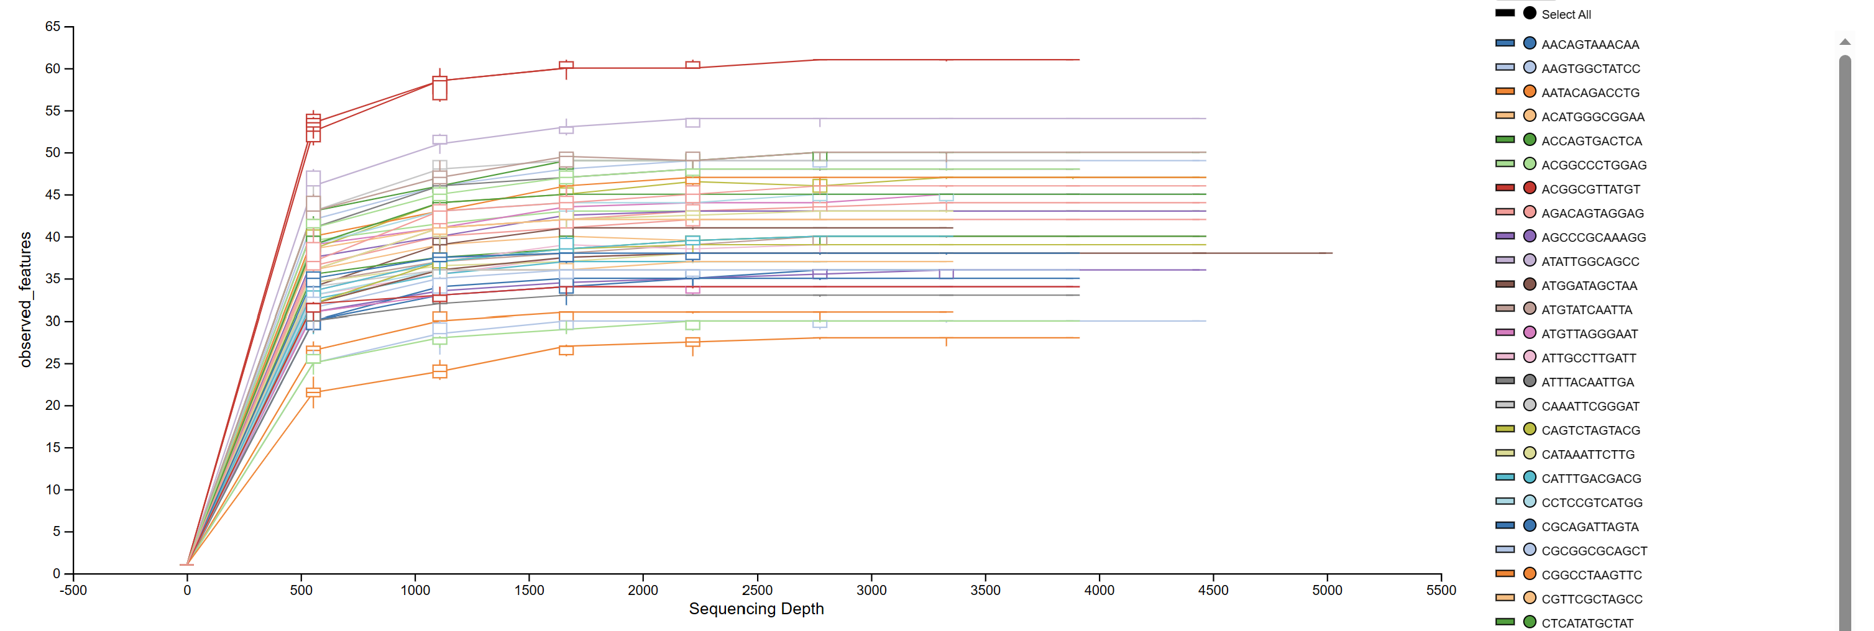 65
60
55
50
45
40
35
30
25
20
15
10
5
0
observed_features
-500 0 500 1000 1500 2000 2500 3000 3500 4000 4500 5000 5500
Sequencing Depth
Select All
AACAGTAAACAA
AAGTGGCTATCC
AATACAGACCTG
ACATGGGCGGAA
ACCAGTGACTCA
ACGGCCCTGGAG
ACGGCGTTATGT
AGACAGTAGGAG
AGCCCGCAAAGG
ATATTGGCAGCC
ATGGATAGCTAA
ATGTATCAATTA
ATGTTAGGGAAT
ATTGCCTTGATT
ATTTACAATTGA
CAAATTCGGGAT
CAGTCTAGTACG
CATAAATTCTTG
CATTTGACGACG
CCTCCGTCATGG
CGCAGATTAGTA
CGCGGCGCAGCT
CGGCCTAAGTTC
CGTTCGCTAGCC
CTCATATGCTAT